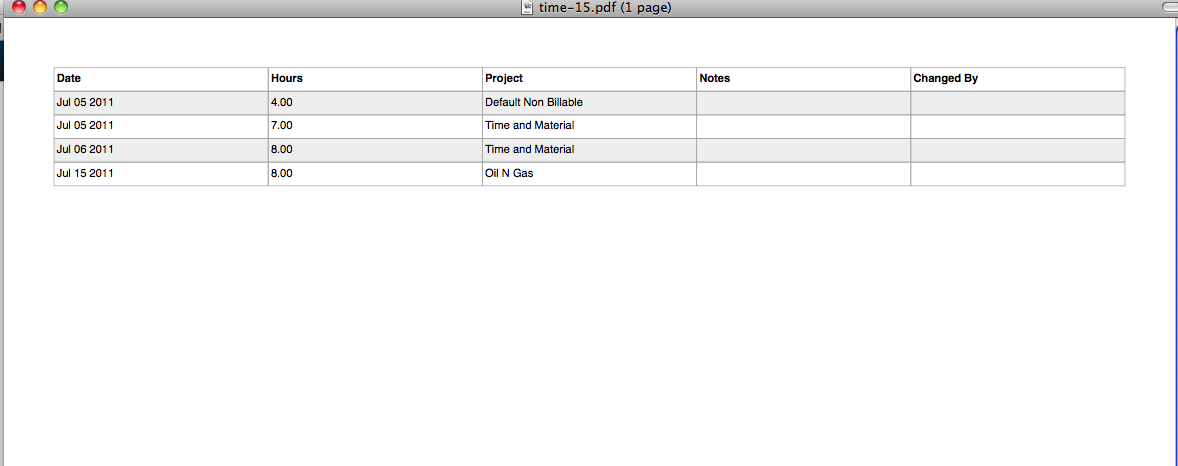 time-15.pdf (1 page)
Date Hours Project Notes Changed By
Jul 05 2011 4.00 Default Non Billable
Jul 05 2011 7.00 Time and Material
Jul 06 2011 8.00 Time and Material
Jul 15 2011 8.00 Oil N Gas